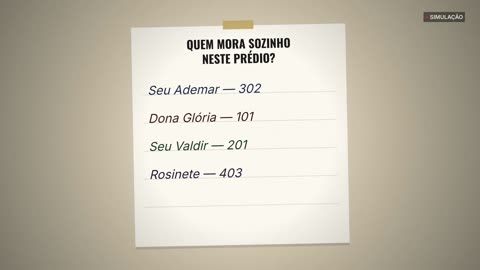 SIMULAÇÃO
QUEM MORA SOZINHO
NESTE PRÉDIO?
Seu Ademar — 302
Dona Glória — 101
Seu Valdir — 201
Rosinete — 403